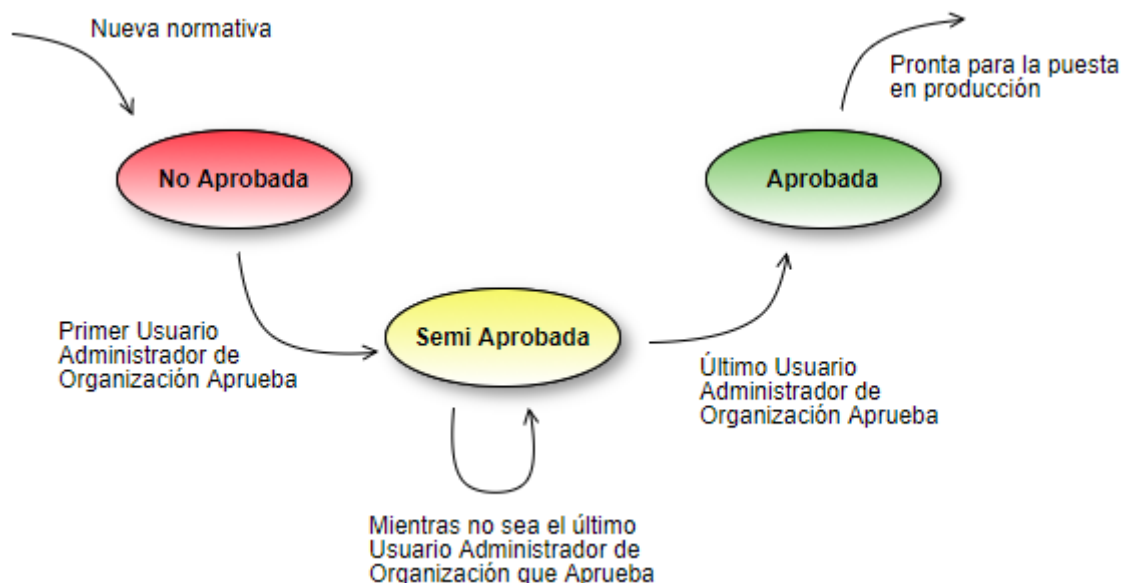 Nueva normativa
Pronta para la puesta
en producción
No Aprobada
Aprobada
Semi Aprobada
Primer Usuario
Administrador de
Organización Aprueba
Último Usuario
Administrador de
Organización Aprueba
Mientras no sea el último
Usuario Administrador de
Organización que Aprueba